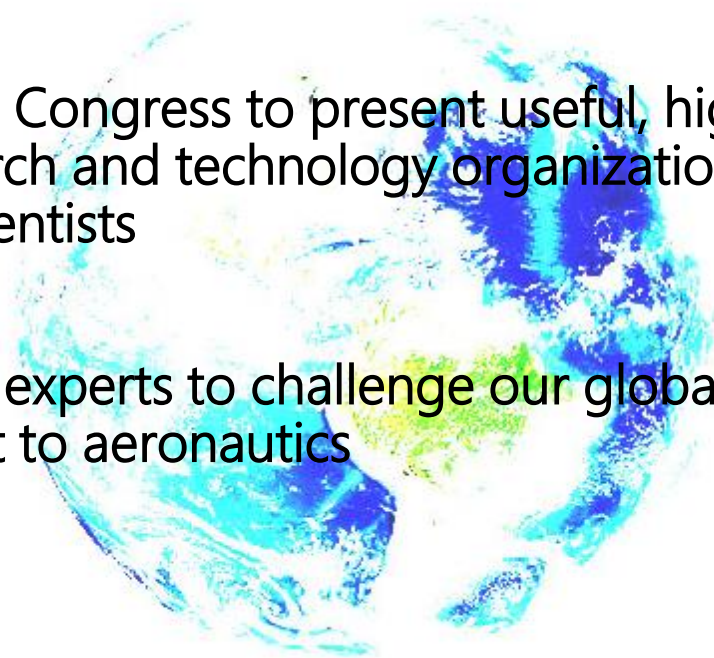 Congress to present useful, hig
rch and technology organizatio
entists
experts to challenge our globa
t to aeronautics